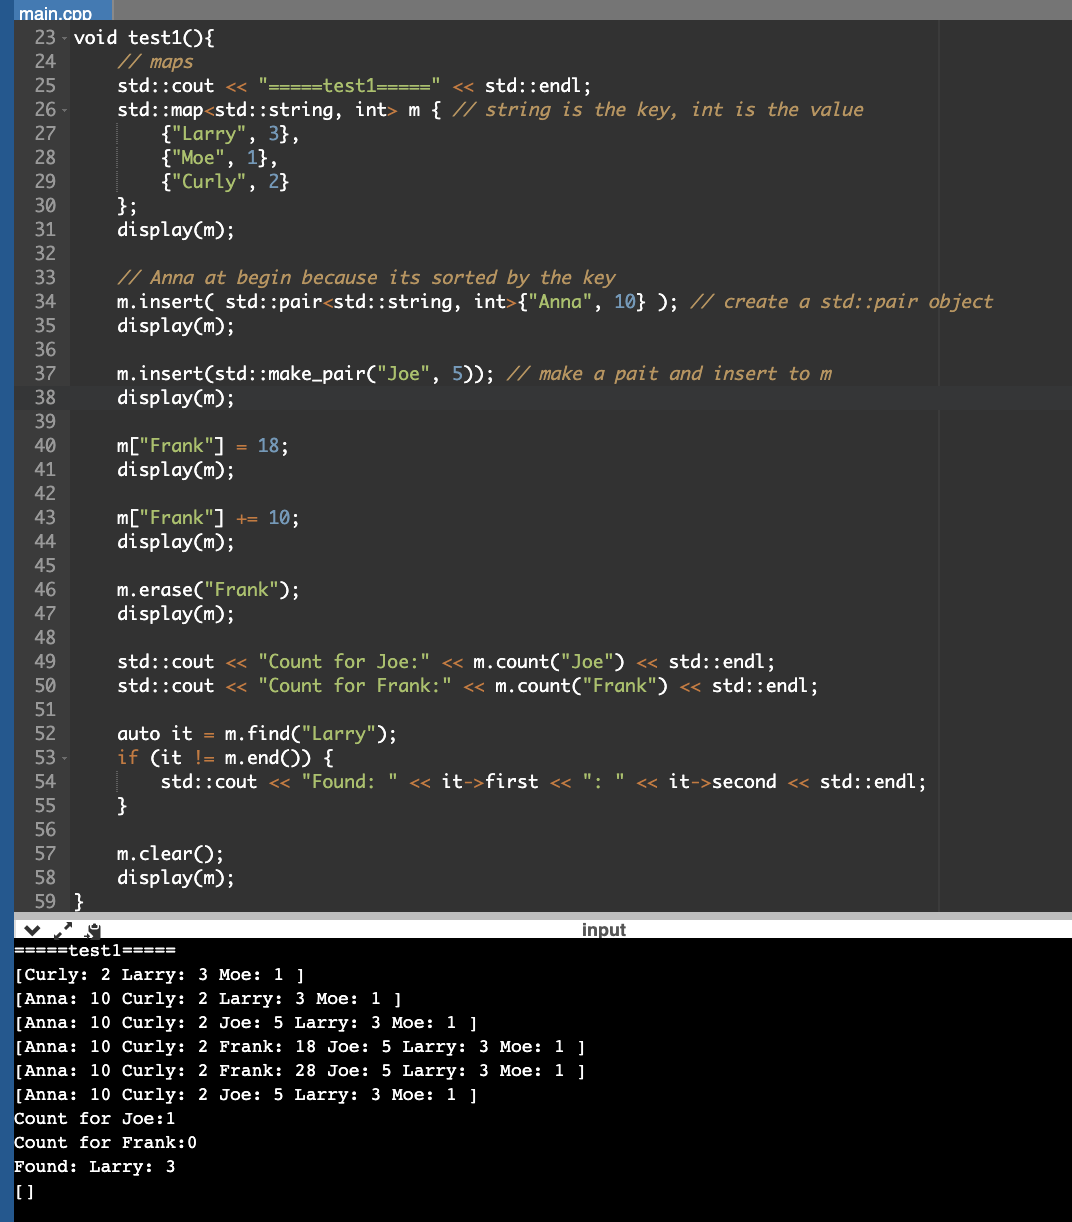 main.cpp
23 void test1(){
24     // maps
25     std::cout << "=====test1=====" << std::endl;
26     std::map<std::string, int> m { // string is the key, int is the value
27         {"Larry", 3},
28         {"Moe", 1},
29         {"Curly", 2}
30     };
31     display(m);
32
33     // Anna at begin because its sorted by the key
34     m.insert( std::pair<std::string, int>{"Anna", 10} ); // create a std::pair object
35     display(m);
36
37     m.insert(std::make_pair("Joe", 5)); // make a pait and insert to m
38     display(m);
39
40     m["Frank"] = 18;
41     display(m);
42
43     m["Frank"] += 10;
44     display(m);
45
46     m.erase("Frank");
47     display(m);
48
49     std::cout << "Count for Joe:" << m.count("Joe") << std::endl;
50     std::cout << "Count for Frank:" << m.count("Frank") << std::endl;
51
52     auto it = m.find("Larry");
53     if (it != m.end()) {
54         std::cout << "Found: " << it->first << ": " << it->second << std::endl;
55     }
56
57     m.clear();
58     display(m);
59 }
input
=====test1=====
[Curly: 2 Larry: 3 Moe: 1 ]
[Anna: 10 Curly: 2 Larry: 3 Moe: 1 ]
[Anna: 10 Curly: 2 Joe: 5 Larry: 3 Moe: 1 ]
[Anna: 10 Curly: 2 Frank: 18 Joe: 5 Larry: 3 Moe: 1 ]
[Anna: 10 Curly: 2 Frank: 28 Joe: 5 Larry: 3 Moe: 1 ]
[Anna: 10 Curly: 2 Joe: 5 Larry: 3 Moe: 1 ]
Count for Joe:1
Count for Frank:0
Found: Larry: 3
[]